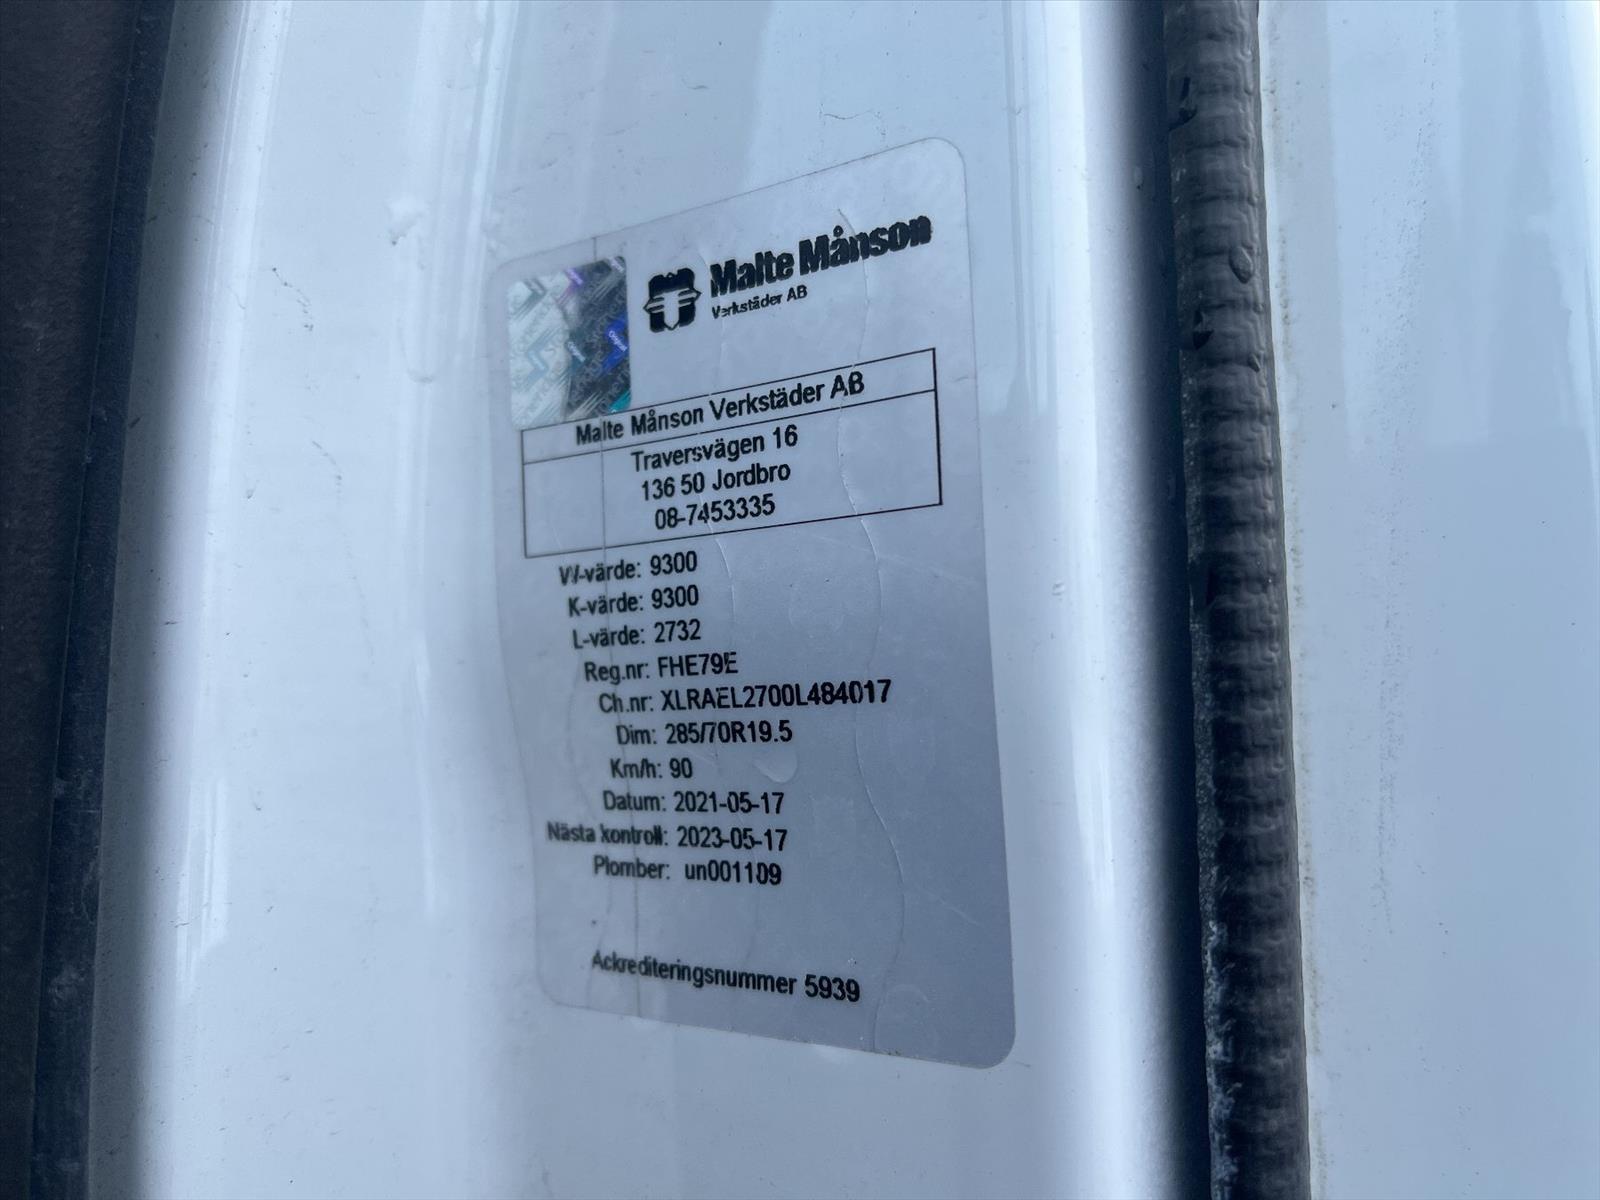 Malte Månson
Verkstäder AB
Original
Original
Malte Månson Verkstäder AB
Traversvägen 16
136 50 Jordbro
08-7453335
W-värde: 9300
K-värde: 9300
L-värde: 2732
Reg.nr: FHE79E
Ch.nr: XLRAEL2700L484017
Dim: 285/70R19.5
Km/h: 90
Datum: 2021-05-17
Nästa kontroll: 2023-05-17
Plomber: un001109
Ackrediteringsnummer 5939